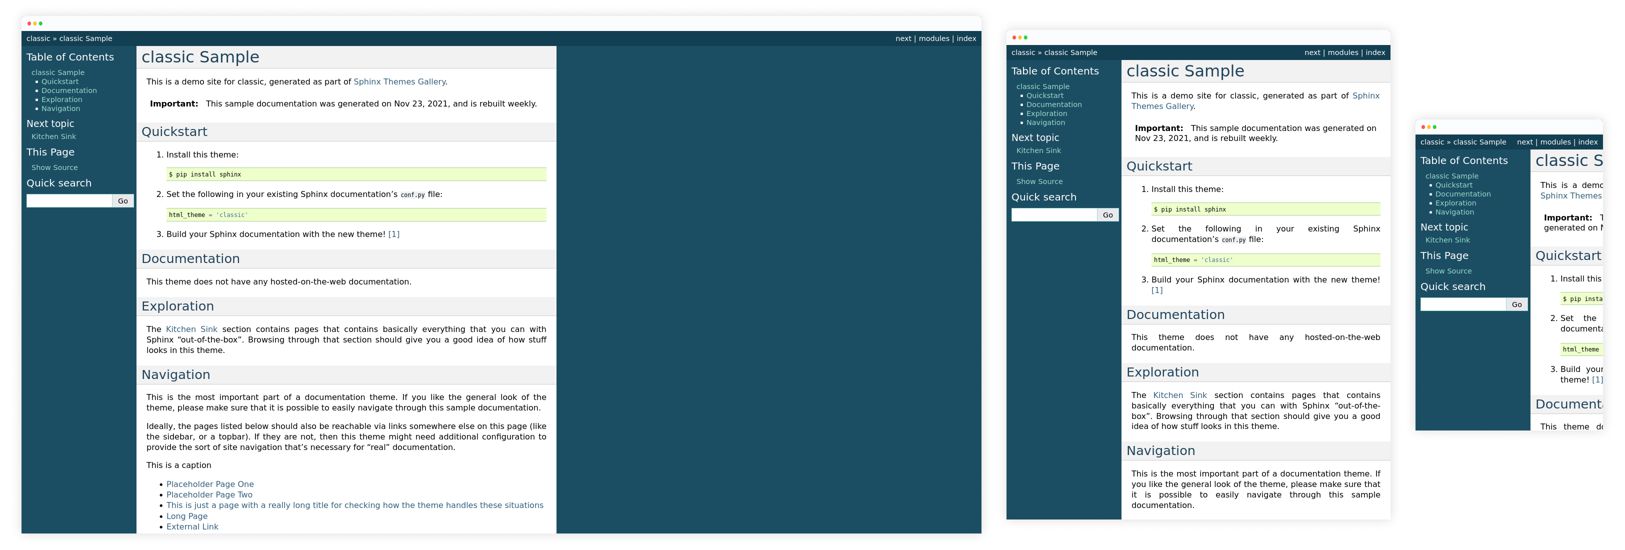 classic » classic Sample
next | modules | index
Table of Contents
classic Sample
Quickstart
Documentation
Exploration
Navigation
Next topic
Kitchen Sink
This Page
Show Source
Quick search
Go
classic Sample
This is a demo site for classic, generated as part of Sphinx Themes Gallery.
Important: This sample documentation was generated on Nov 23, 2021, and is rebuilt weekly.
Quickstart
1. Install this theme:
$ pip install sphinx
2. Set the following in your existing Sphinx documentation’s conf.py file:
html_theme = 'classic'
3. Build your Sphinx documentation with the new theme! [1]
Documentation
This theme does not have any hosted-on-the-web documentation.
Exploration
The Kitchen Sink section contains pages that contains basically everything that you can with
Sphinx “out-of-the-box”. Browsing through that section should give you a good idea of how stuff
looks in this theme.
Navigation
This is the most important part of a documentation theme. If you like the general look of the
theme, please make sure that it is possible to easily navigate through this sample documentation.
Ideally, the pages listed below should also be reachable via links somewhere else on this page (like
the sidebar, or a topbar). If they are not, then this theme might need additional configuration to
provide the sort of site navigation that’s necessary for “real” documentation.
This is a caption
Placeholder Page One
Placeholder Page Two
This is just a page with a really long title for checking how the theme handles these situations
Long Page
External Link
classic » classic Sample
next | modules | index
Table of Contents
classic Sample
Quickstart
Documentation
Exploration
Navigation
Next topic
Kitchen Sink
This Page
Show Source
Quick search
Go
classic Sample
This is a demo site for classic, generated as part of Sphinx
Themes Gallery.
Important: This sample documentation was generated on
Nov 23, 2021, and is rebuilt weekly.
Quickstart
1. Install this theme:
$ pip install sphinx
2. Set the following in your existing Sphinx
documentation’s conf.py file:
html_theme = 'classic'
3. Build your Sphinx documentation with the new theme!
[1]
Documentation
This theme does not have any hosted-on-the-web
documentation.
Exploration
The Kitchen Sink section contains pages that contains
basically everything that you can with Sphinx “out-of-the-
box”. Browsing through that section should give you a good
idea of how stuff looks in this theme.
Navigation
This is the most important part of a documentation theme. If
you like the general look of the theme, please make sure that
it is possible to easily navigate through this sample
documentation.
classic » classic Sample
next | modules | index
Table of Contents
classic Sample
Quickstart
Documentation
Exploration
Navigation
Next topic
Kitchen Sink
This Page
Show Source
Quick search
Go
classic S
This is a demo
Sphinx Themes
Important:
generated on
Quickstart
1. Install this
$ pip insta
2. Set the
documenta
html_theme
3. Build your
theme! [1]
Documenta
This theme do